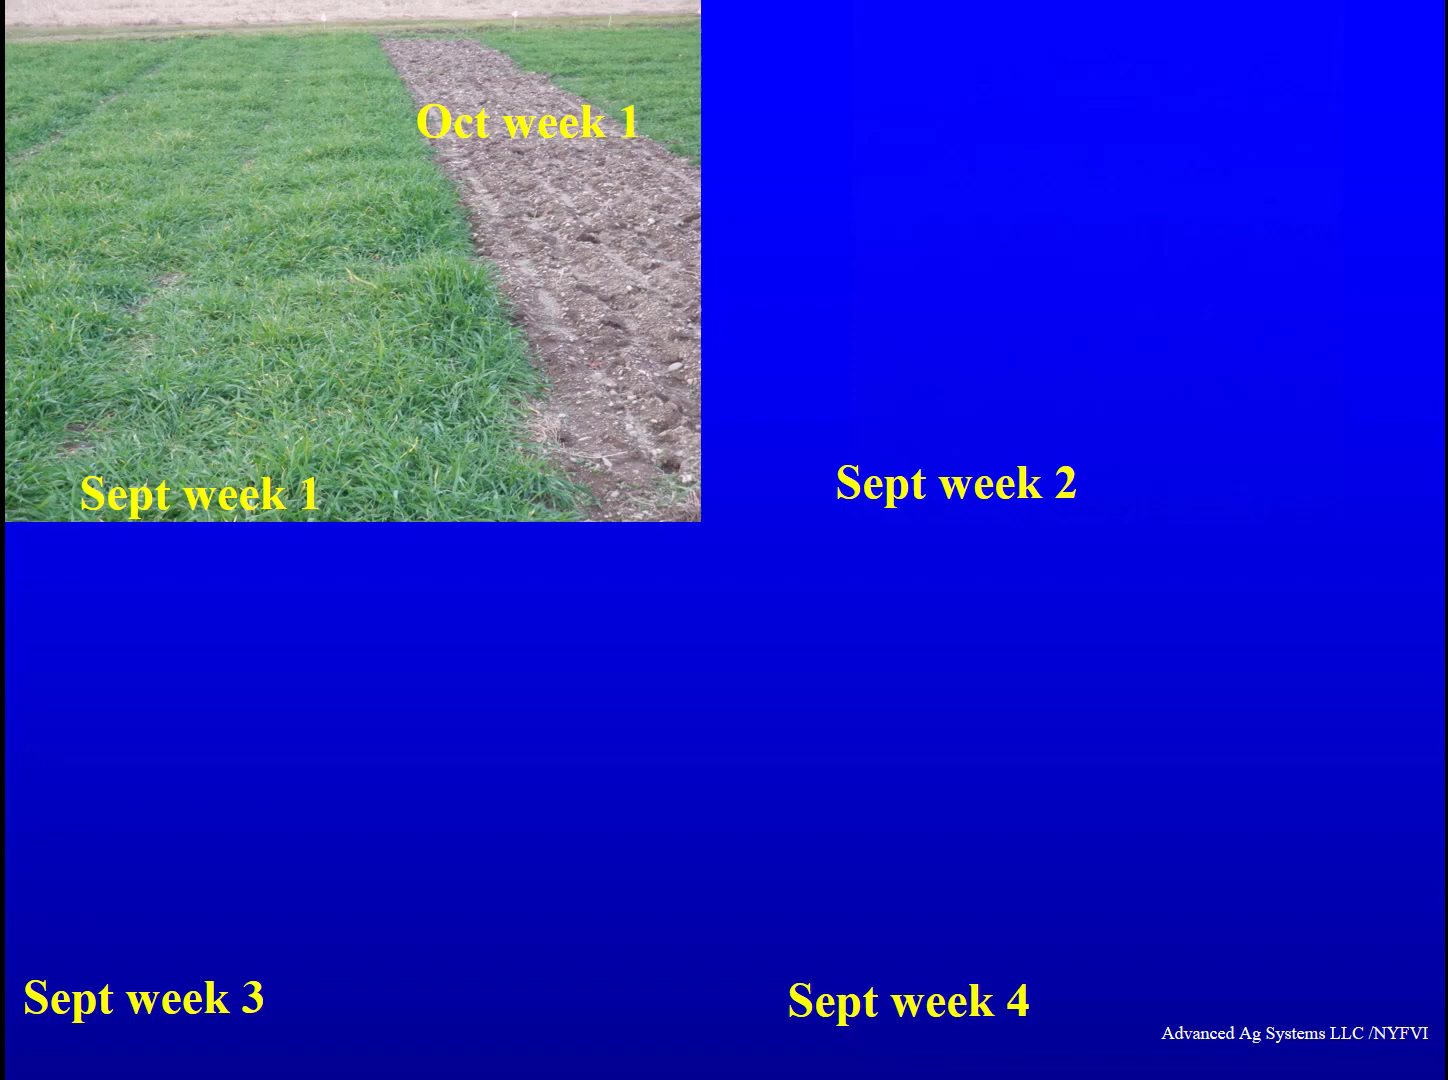 Oct week 1
Sept week 1
Sept week 2
Sept week 3
Sept week 4
Advanced Ag Systems LLC /NYFVI